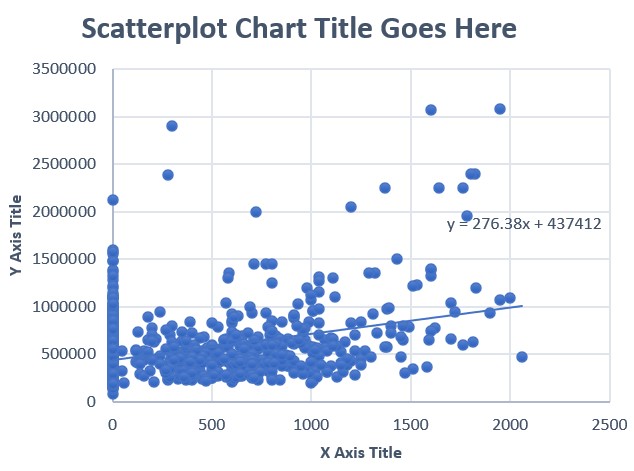 Scatterplot Chart Title Goes Here
3500000
3000000
2500000
2000000
1500000
1000000
500000
0
Y Axis Title
y = 276.38x + 437412
0 500 1000 1500 2000 2500
X Axis Title